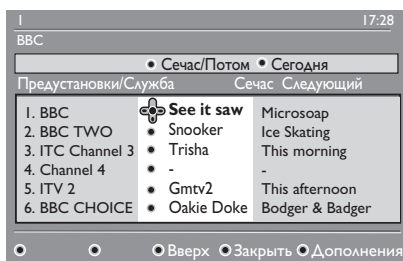 1 17:28
BBC
Сечас/Потом Сегодня
Предустановки/Служба Сечас Следующий
1. BBC See it saw Microsoap
2. BBC TWO Snooker Ice Skating
3. ITC Channel 3 Trisha This morning
4. Channel 4 - -
5. ITV 2 Gmtv2 This afternoon
6. BBC CHOICE Oakie Doke Bodger & Badger
Вверх Закрыть Дополнения